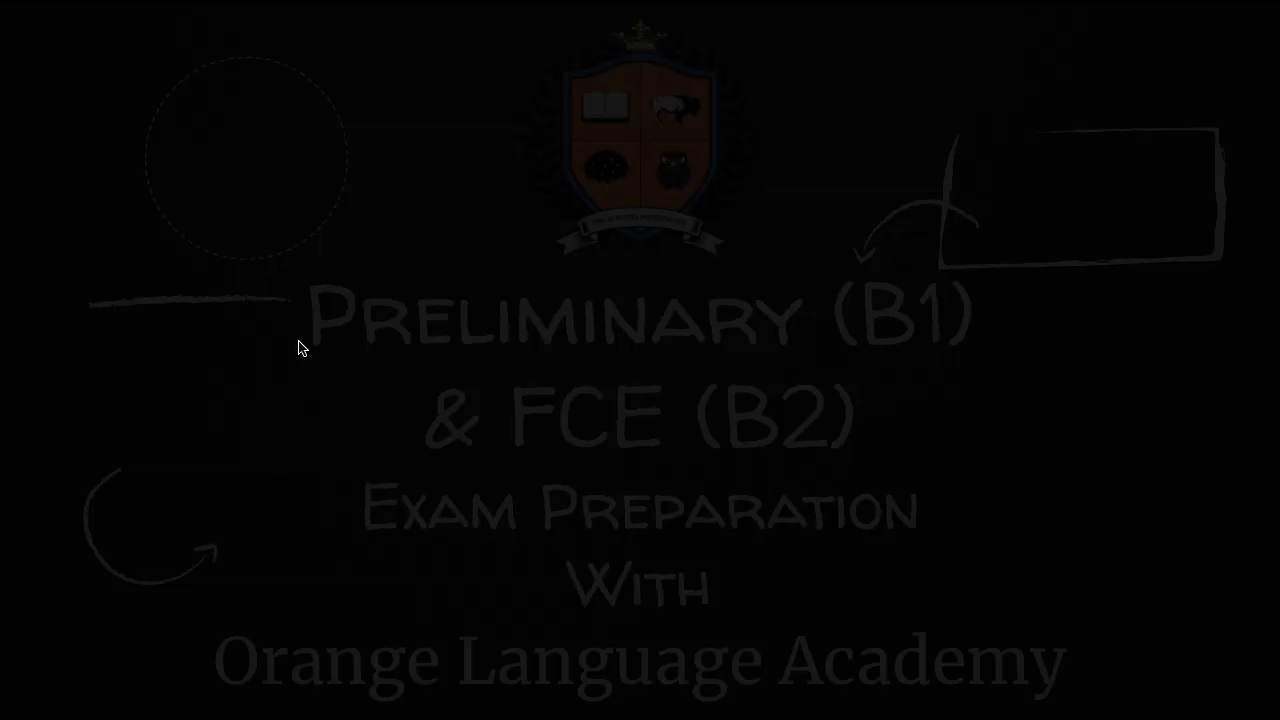 PRELIMINARY (B1)
& FCE (B2)
EXAM PREPARATION
WITH
Orange Language Academy